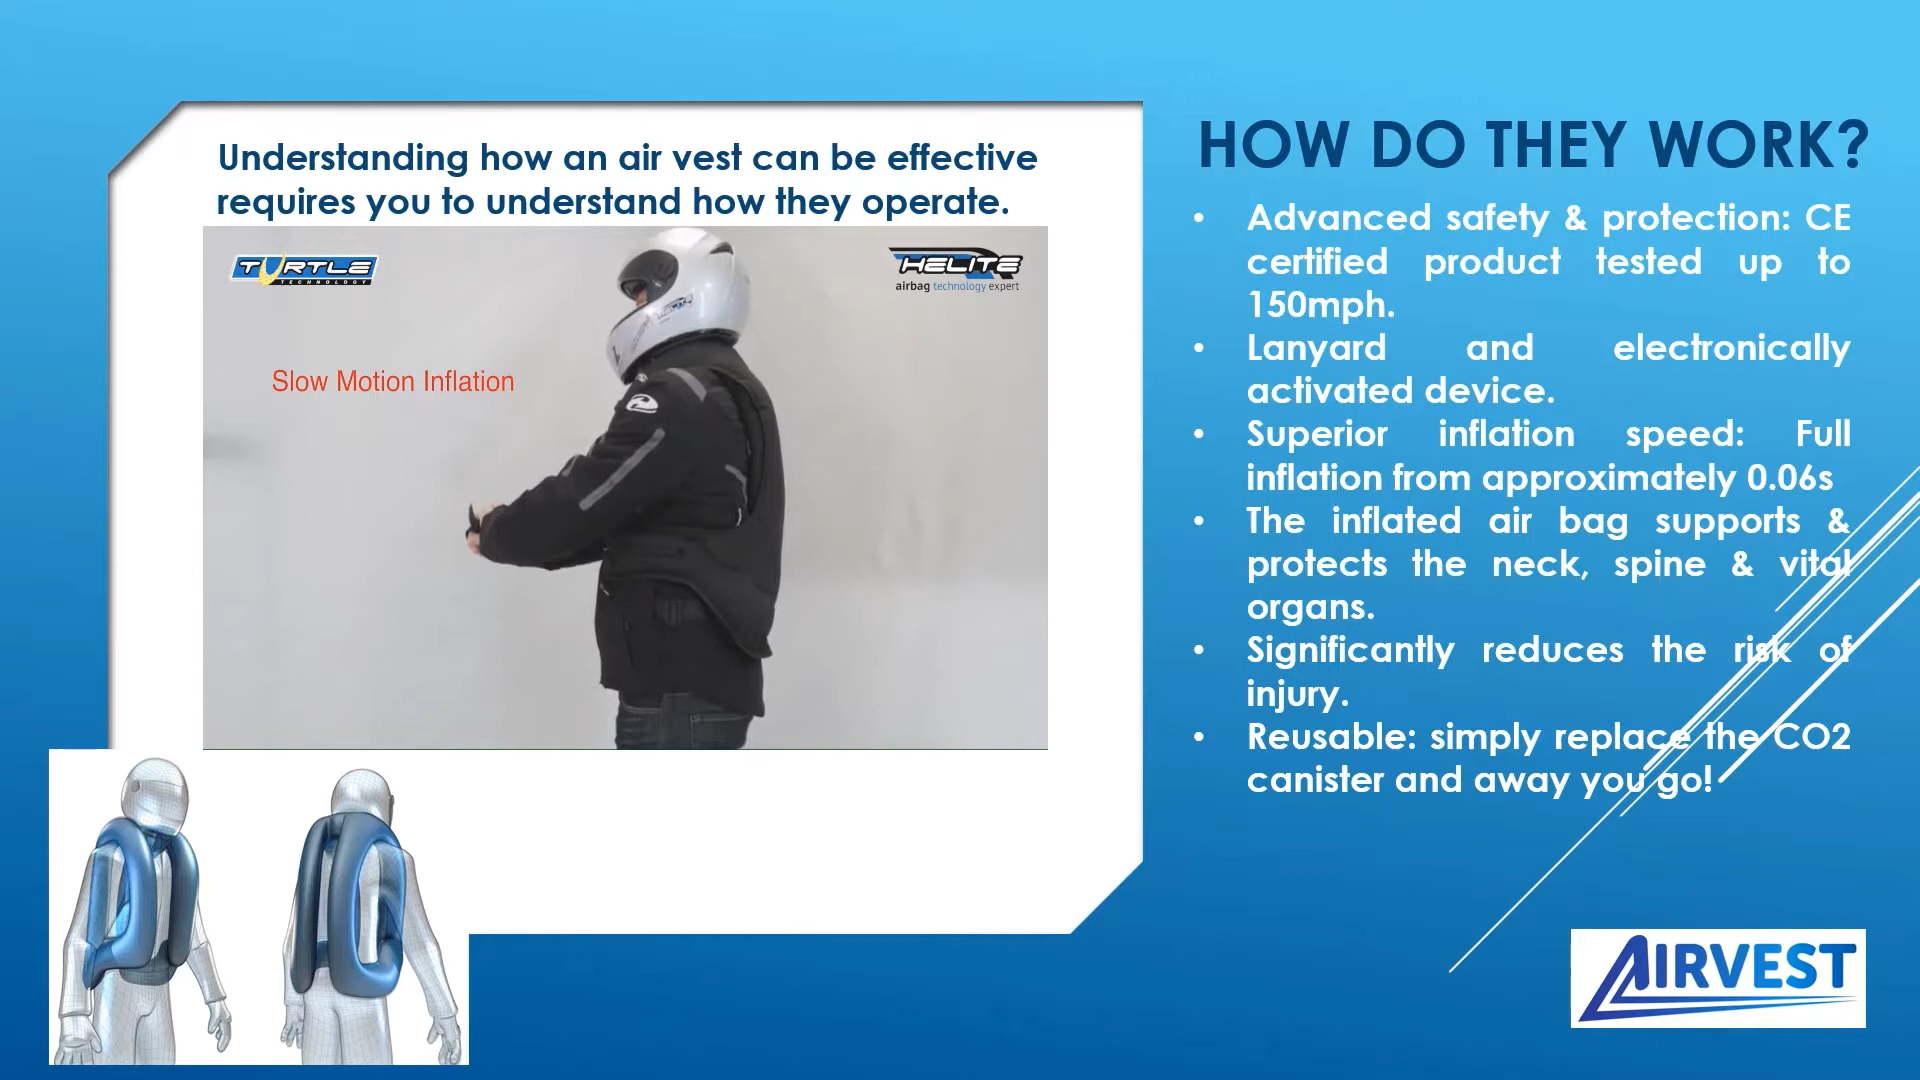 Understanding how an air vest can be effective
requires you to understand how they operate.
TURTLE
TECHNOLOGY
HELITE
airbag technology expert
Slow Motion Inflation
HOW DO THEY WORK?
• Advanced safety & protection: CE
certified product tested up to
150mph.
• Lanyard and electronically
activated device.
• Superior inflation speed: Full
inflation from approximately 0.06s
• The inflated air bag supports &
protects the neck, spine & vital
organs.
• Significantly reduces the risk of
injury.
• Reusable: simply replace the CO2
canister and away you go!
AIRVEST